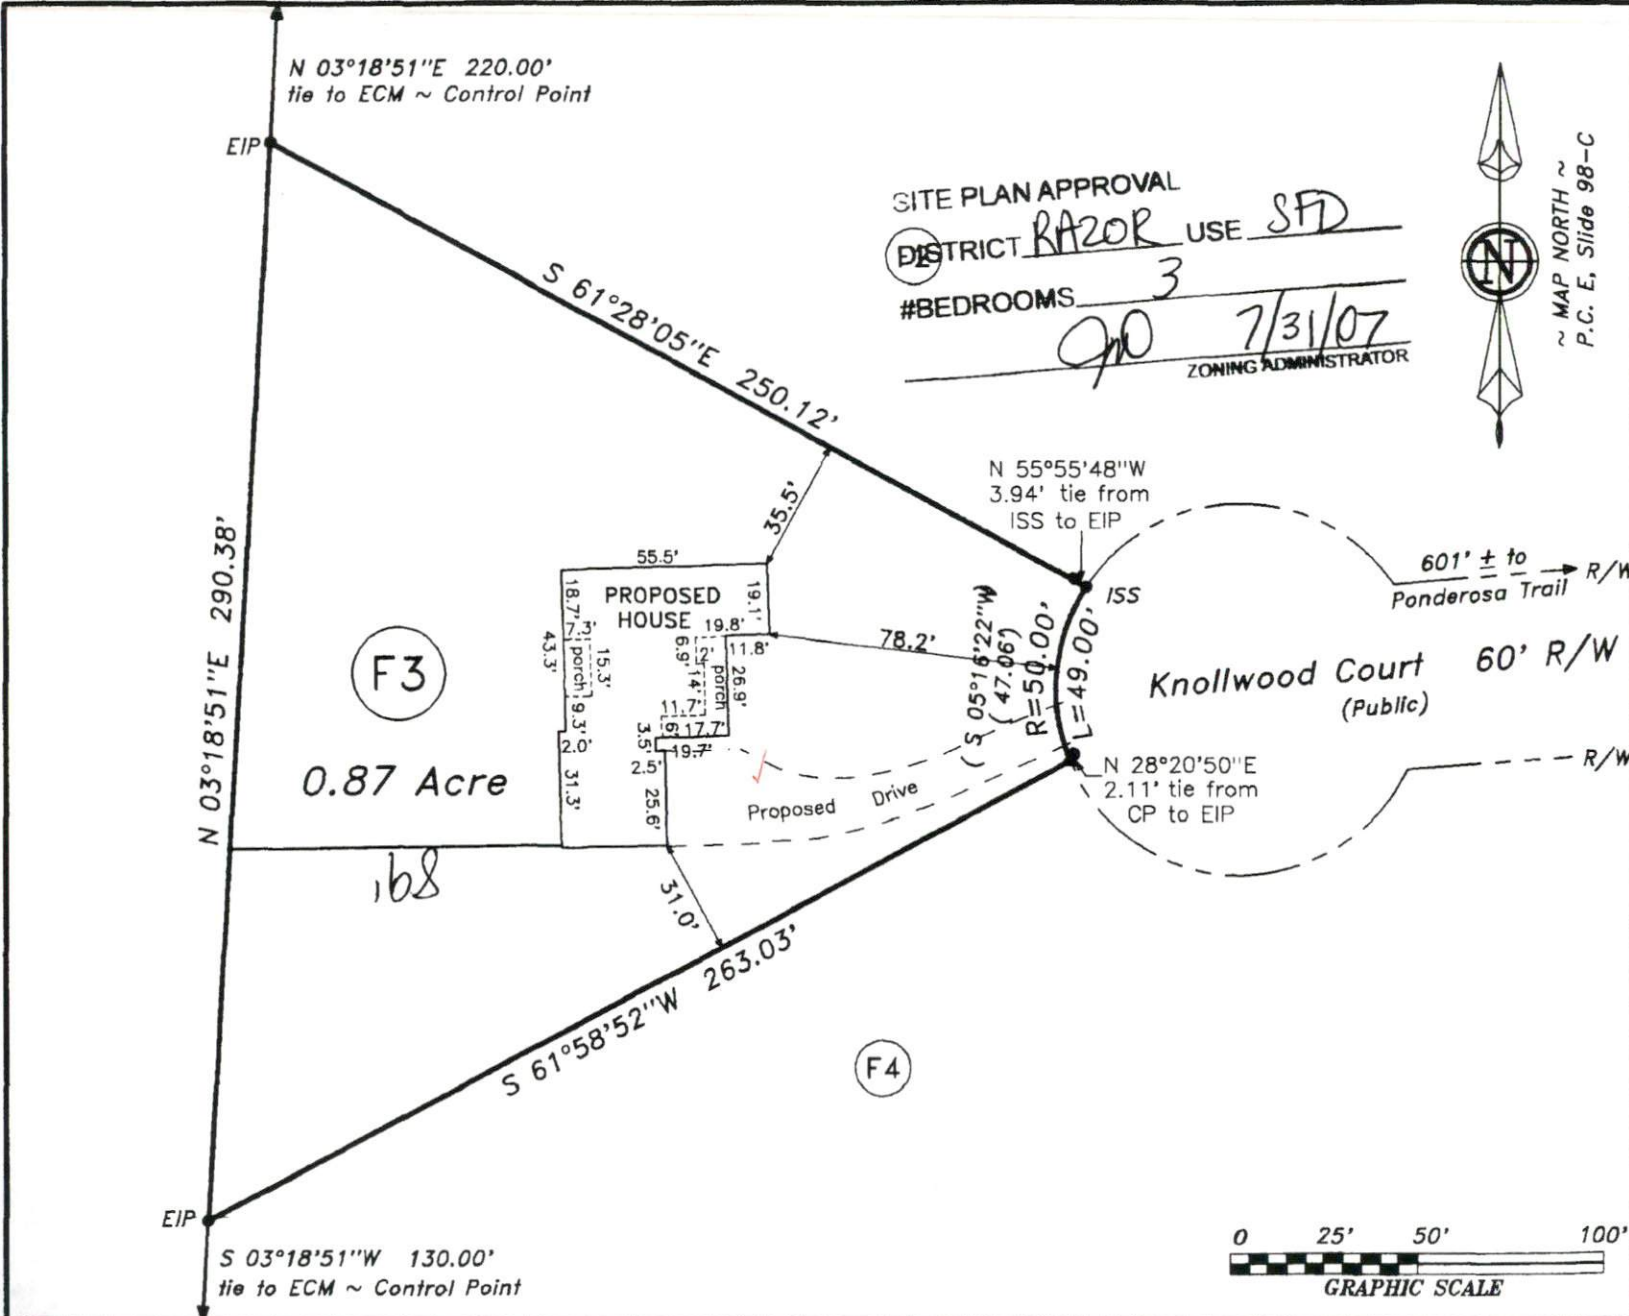 N 03°18'51"E 220.00'
tie to ECM ~ Control Point
EIP
SITE PLAN APPROVAL
DISTRICT RA20R USE SFD
#BEDROOMS 3
7/31/07
ZONING ADMINISTRATOR
N
~ MAP NORTH ~
P.C. E, Slide 98-C
S 61°28'05"E 250.12'
N 55°55'48"W
3.94' tie from
ISS to EIP
ISS
601' ± to
Ponderosa Trail
R/W
35.5'
55.5'
PROPOSED
HOUSE
18.7'
19.1'
7.3'
19.8'
11.8'
43.3'
porch
15.3'
6.9'
2'
14'
porch
26.9'
9.3'
11.7'
6'
17.7'
3.5'
19.7'
2.0'
2.5'
31.3'
25.6'
78.2'
S 05°16'22"W
(47.06')
R=50.00'
L=49.00'
Knollwood Court 60' R/W
(Public)
R/W
N 03°18'51"E 290.38'
F3
0.87 Acre
Proposed Drive
N 28°20'50"E
2.11' tie from
CP to EIP
89'
31.0'
S 61°58'52"W 263.03'
F4
EIP
S 03°18'51"W 130.00'
tie to ECM ~ Control Point
0 25' 50' 100'
GRAPHIC SCALE